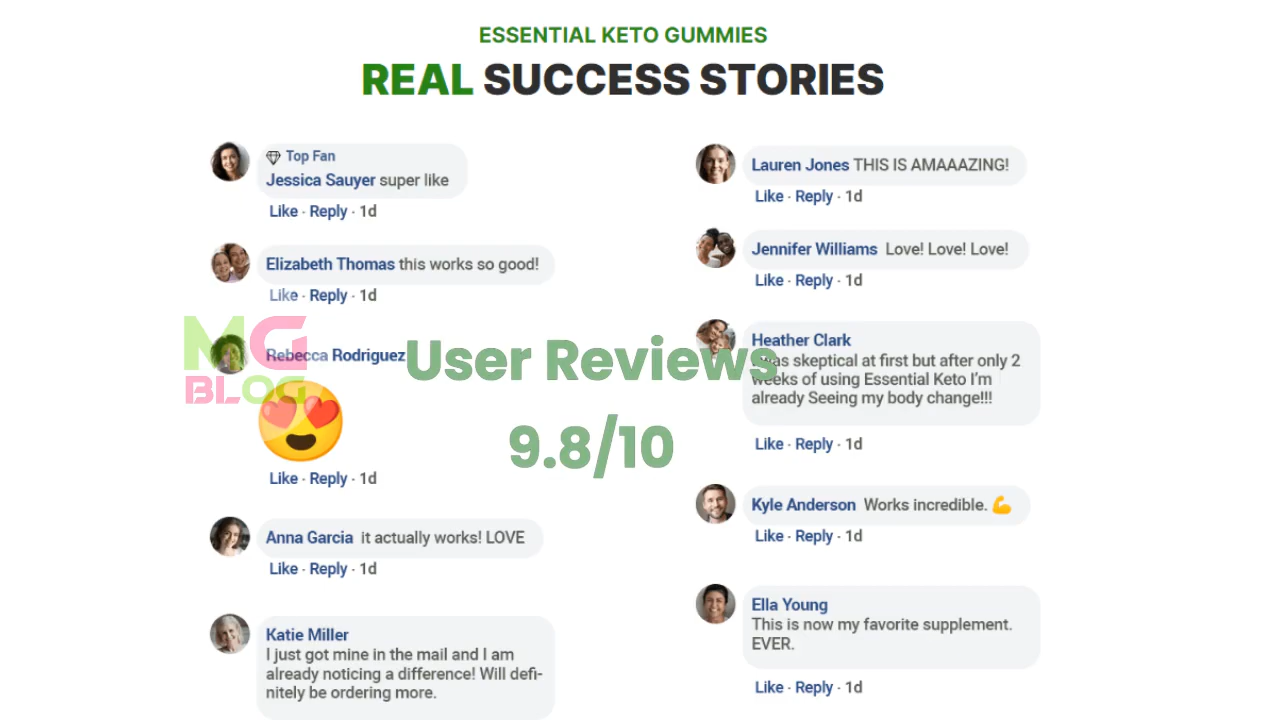 ESSENTIAL KETO GUMMIES
REAL SUCCESS STORIES
Top Fan
Jessica Sauyer super like
Like · Reply · 1d
Elizabeth Thomas this works so good!
Like · Reply · 1d
MG
BLOG
Rebecca Rodriguez
Like · Reply · 1d
Anna Garcia it actually works! LOVE
Like · Reply · 1d
Katie Miller
I just got mine in the mail and I am
already noticing a difference! Will defi-
nitely be ordering more.
User Reviews
9.8/10
Lauren Jones THIS IS AMAAAZING!
Like · Reply · 1d
Jennifer Williams Love! Love! Love!
Like · Reply · 1d
Heather Clark
I was skeptical at first but after only 2
weeks of using Essential Keto I'm
already Seeing my body change!!!
Like · Reply · 1d
Kyle Anderson Works incredible.
Like · Reply · 1d
Ella Young
This is now my favorite supplement.
EVER.
Like · Reply · 1d